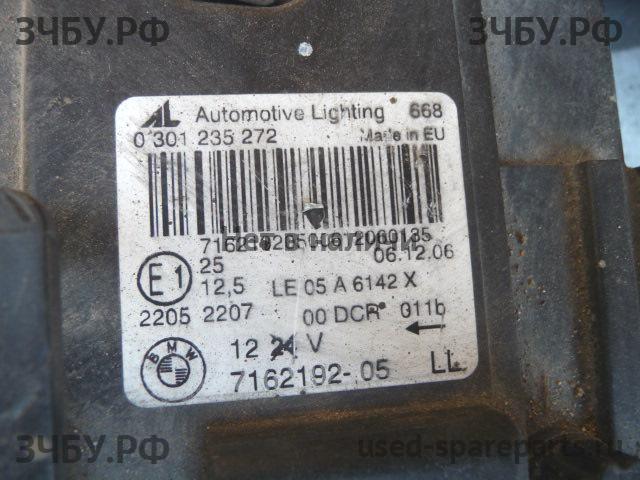 ЗЧБУ.РФ ЗЧБУ.РФ
AL Automotive Lighting 668
0 301 235 272 Made in EU
06.12.06
E1 25
12,5 LE 05 A 6142 X
2205 2207 00 DCR 011b
BMW 12 24 V
7162192-05 LL
ЗЧБУ.РФ used-spareparts.ru